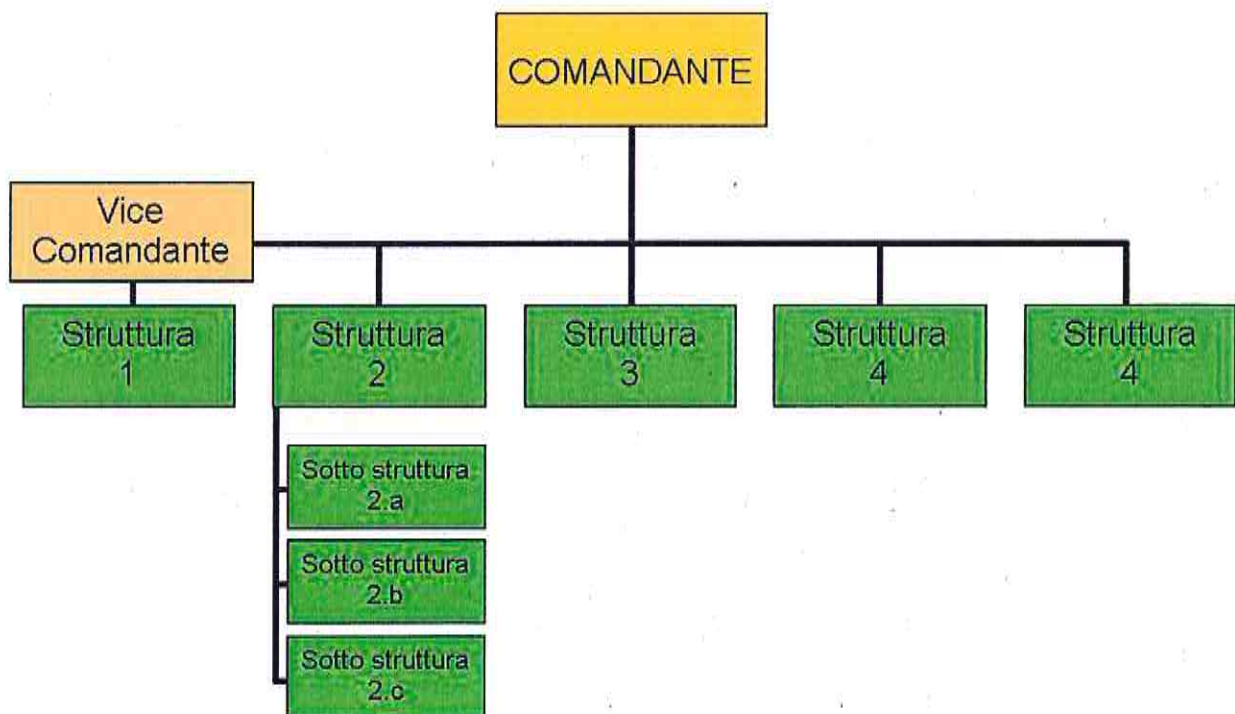 COMANDANTE
Vice
Comandante
Struttura
1
Struttura
2
Struttura
3
Struttura
4
Struttura
4
Sotto struttura
2.a
Sotto struttura
2.b
Sotto struttura
2.c